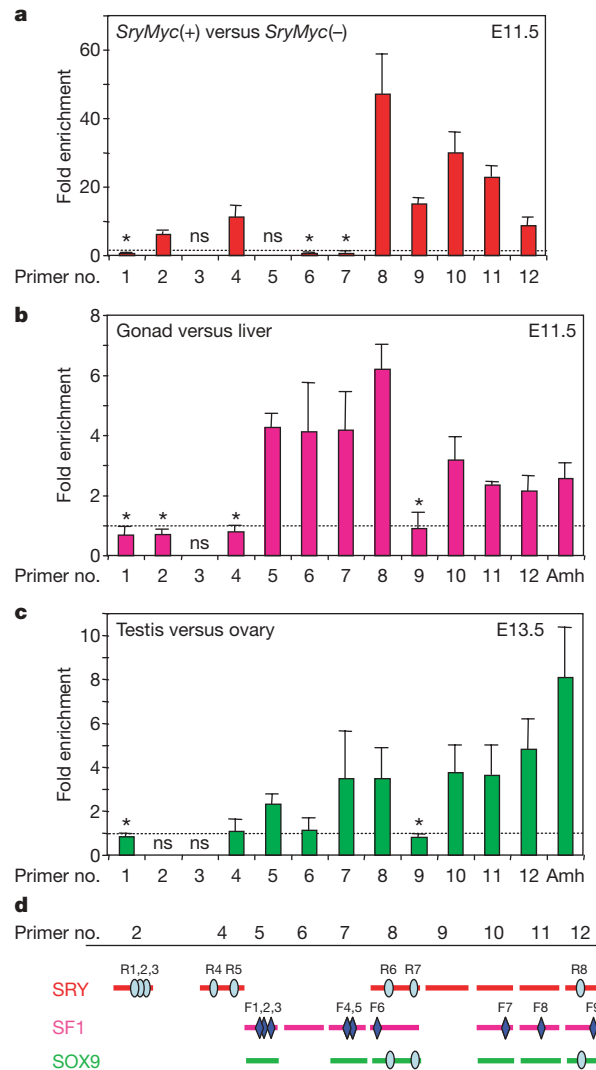 a
SryMyc(+) versus SryMyc(–) E11.5
Fold enrichment
60
40
20
0
* ns ns * *
Primer no. 1 2 3 4 5 6 7 8 9 10 11 12
b
Gonad versus liver E11.5
Fold enrichment
8
6
4
2
0
* * ns * *
Primer no. 1 2 3 4 5 6 7 8 9 10 11 12 Amh
c
Testis versus ovary E13.5
Fold enrichment
10
8
6
4
2
0
* ns ns *
Primer no. 1 2 3 4 5 6 7 8 9 10 11 12 Amh
d
Primer no. 2 4 5 6 7 8 9 10 11 12
R1,2,3 R4 R5 R6 R7 R8
SRY
F1,2,3 F4,5 F6 F7 F8 F9
SF1
SOX9